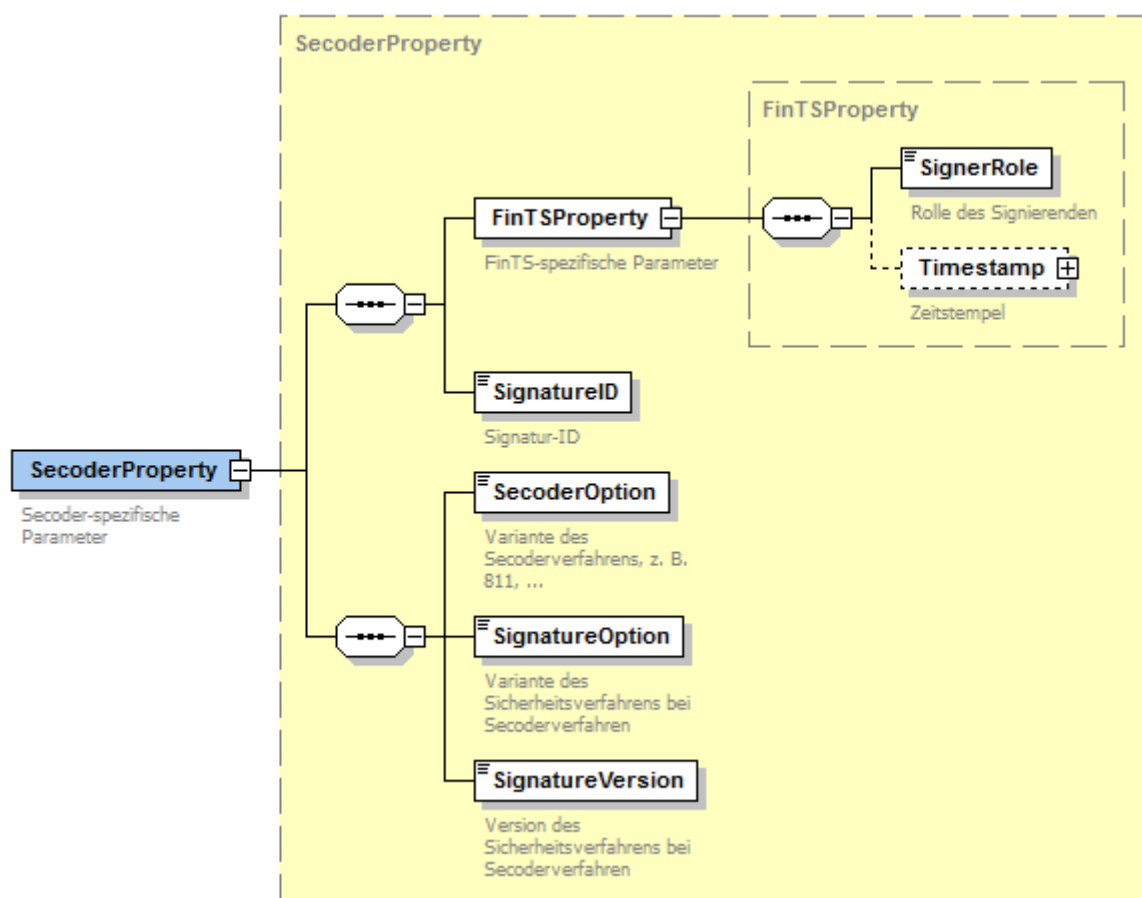 SecoderProperty
FinTSProperty
SignerRole
Rolle des Signierenden
FinTSProperty
FinTS-spezifische Parameter
Timestamp
Zeitstempel
SignatureID
Signatur-ID
SecoderProperty
Secoder-spezifische
Parameter
SecoderOption
Variante des
Secoderverfahrens, z. B.
811, ...
SignatureOption
Variante des
Sicherheitsverfahrens bei
Secoderverfahren
SignatureVersion
Version des
Sicherheitsverfahrens bei
Secoderverfahren